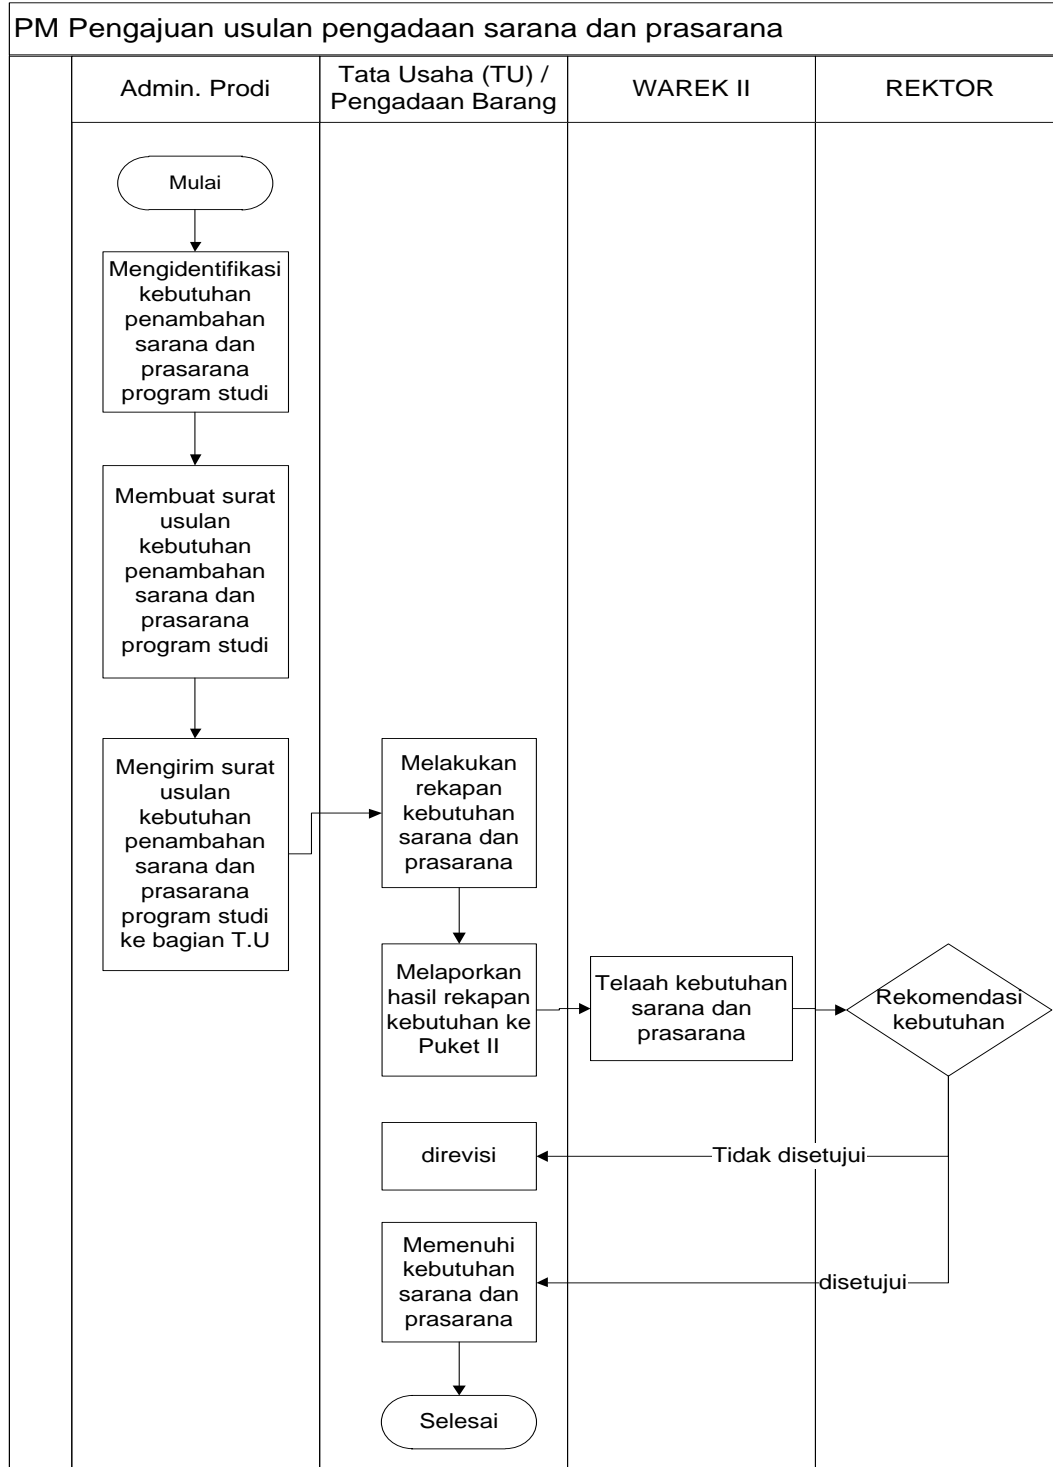 PM Pengajuan usulan pengadaan sarana dan prasarana
Admin. Prodi
Tata Usaha (TU) /
Pengadaan Barang
WAREK II
REKTOR
Mulai
Mengidentifikasi
kebutuhan
penambahan
sarana dan
prasarana
program studi
Membuat surat
usulan
kebutuhan
penambahan
sarana dan
prasarana
program studi
Mengirim surat
usulan
kebutuhan
penambahan
sarana dan
prasarana
program studi
ke bagian T.U
Melakukan
rekapan
kebutuhan
sarana dan
prasarana
Melaporkan
hasil rekapan
kebutuhan ke
Puket II
Telaah kebutuhan
sarana dan
prasarana
Rekomendasi
kebutuhan
Tidak disetujui
direvisi
disetujui
Memenuhi
kebutuhan
sarana dan
prasarana
Selesai